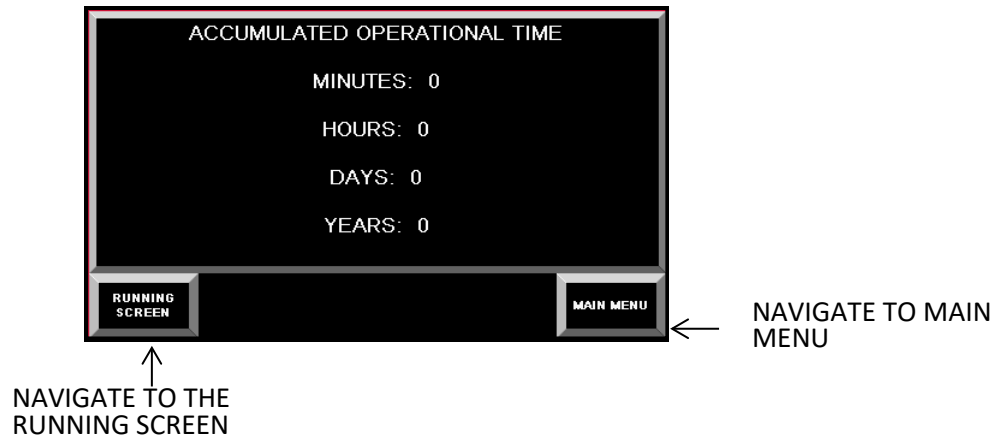 ACCUMULATED OPERATIONAL TIME
MINUTES: 0
HOURS: 0
DAYS: 0
YEARS: 0
RUNNING
SCREEN
MAIN MENU
NAVIGATE TO MAIN
MENU
NAVIGATE TO THE
RUNNING SCREEN